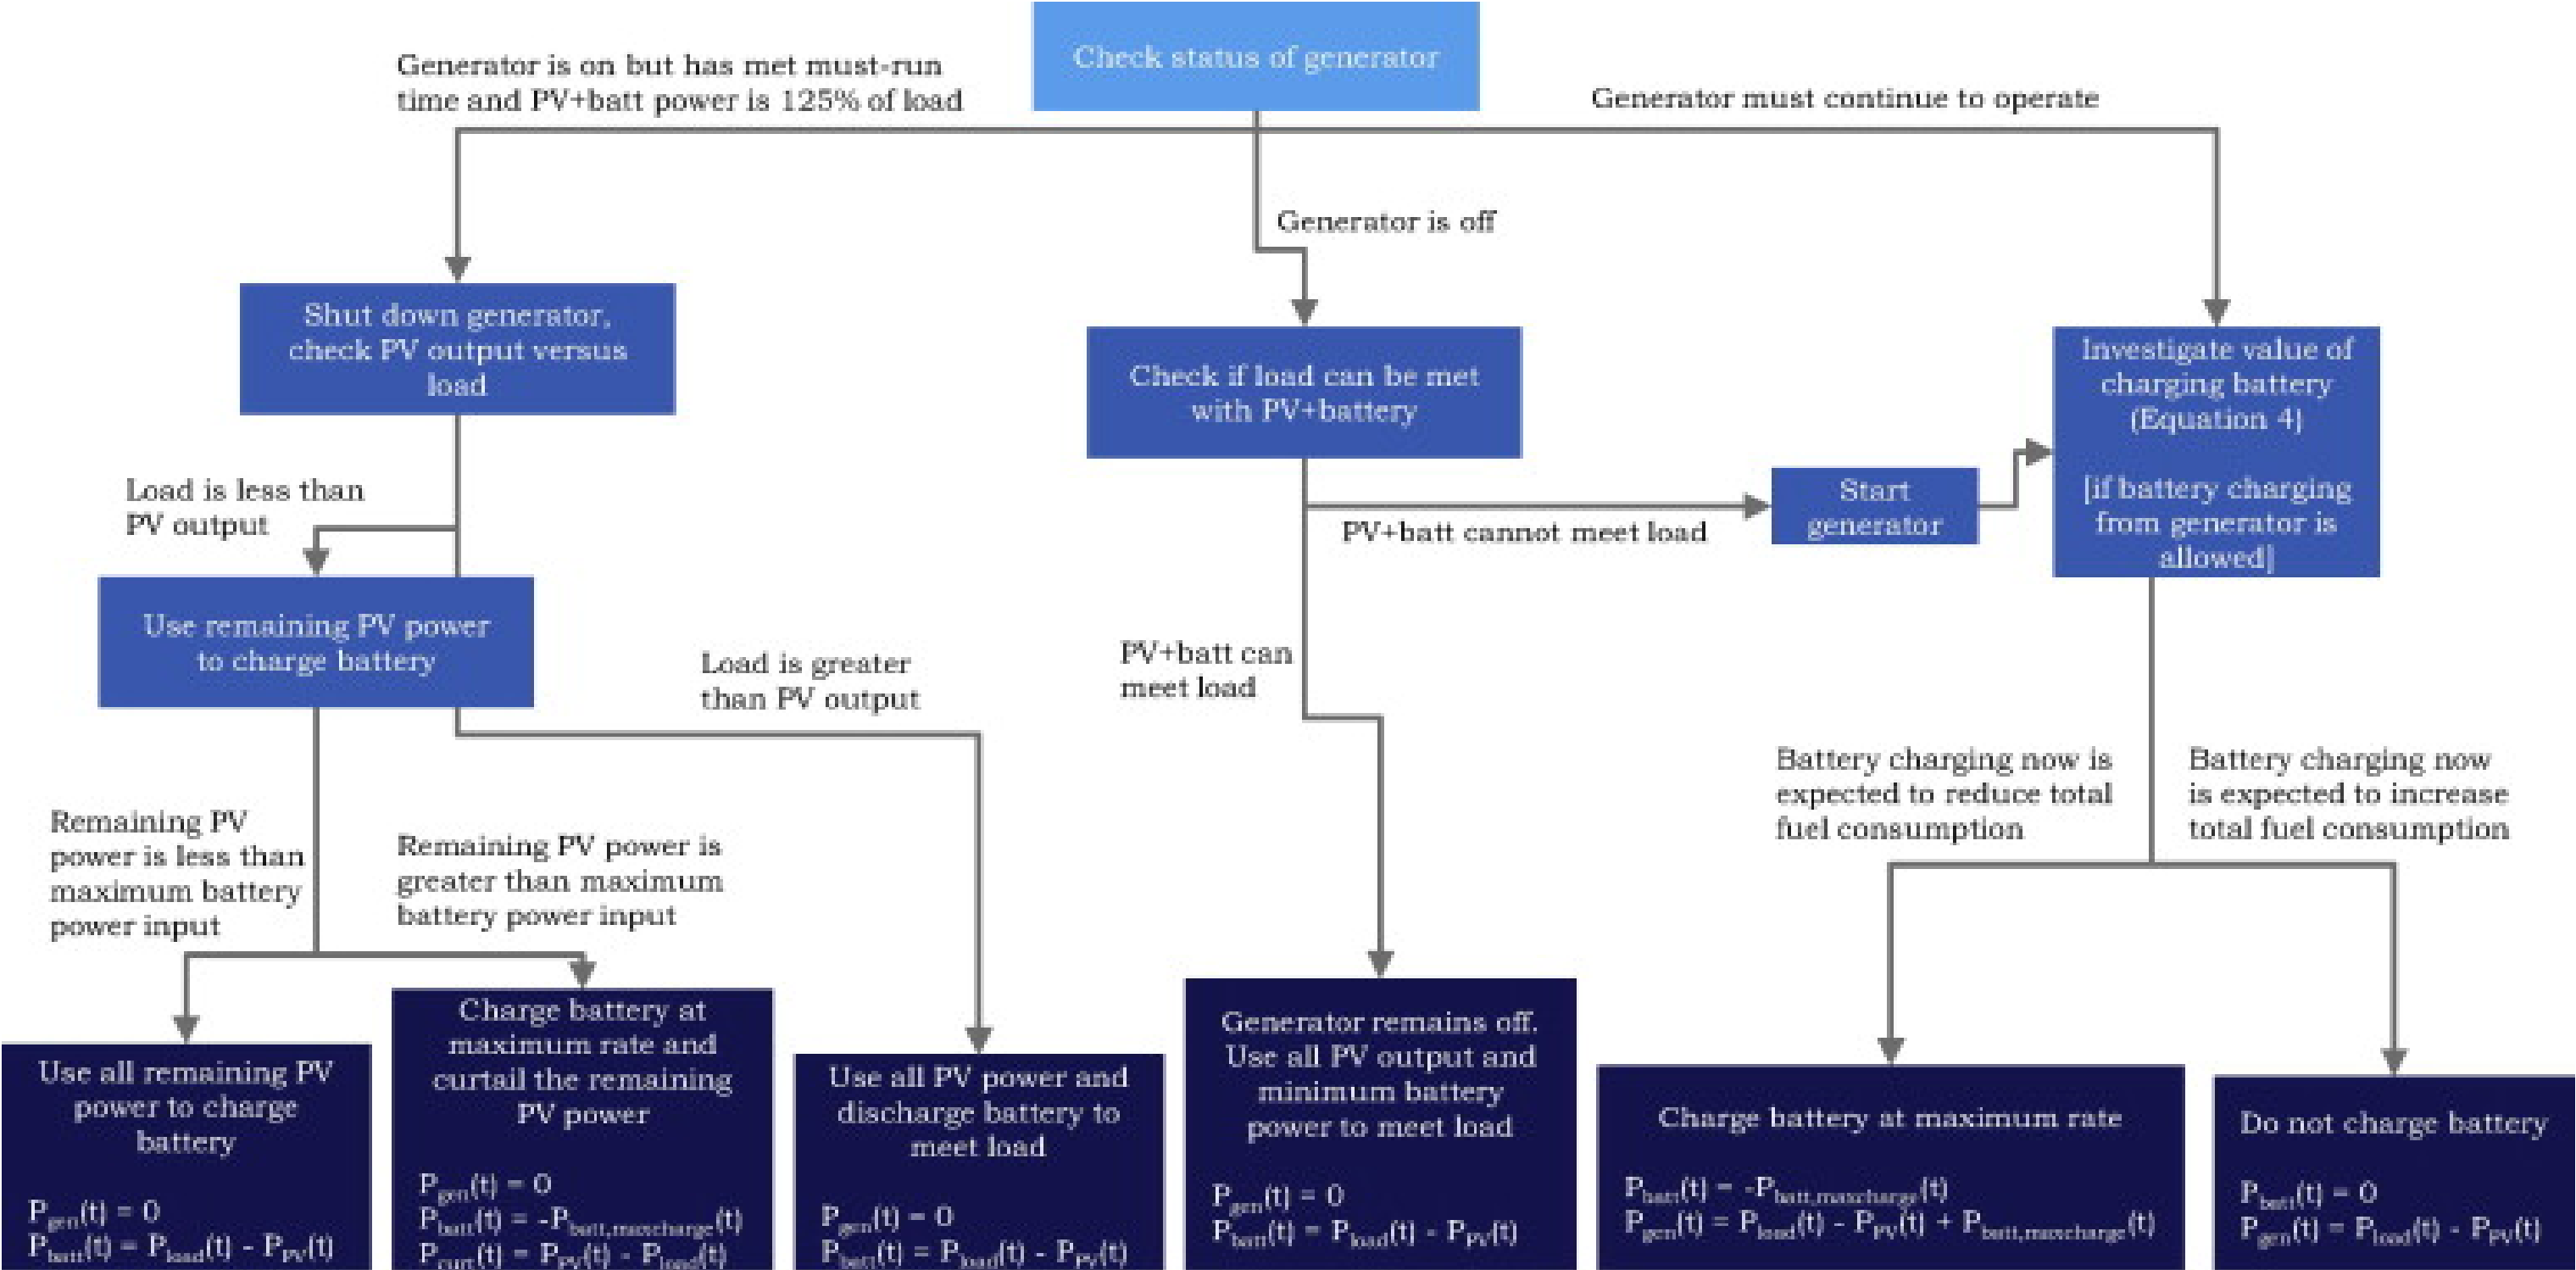 Check status of generator
Generator is on but has met must-run
time and PV+batt power is 125% of load
Generator must continue to operate
Generator is off
Shut down generator,
check PV output versus
load
Check if load can be met
with PV+battery
Investigate value of
charging battery
(Equation 4)
[if battery charging
from generator is
allowed]
Load is less than
PV output
Start
generator
PV+batt cannot meet load
Use remaining PV power
to charge battery
Load is greater
than PV output
PV+batt can
meet load
Battery charging now is
expected to reduce total
fuel consumption
Battery charging now
is expected to increase
total fuel consumption
Remaining PV
power is less than
maximum battery
power input
Remaining PV power is
greater than maximum
battery power input
Use all remaining PV
power to charge
battery
Pgen(t) = 0
Pbatt(t) = Pload(t) - PPV(t)
Charge battery at
maximum rate and
curtail the remaining
PV power
Pgen(t) = 0
Pbatt(t) = -Pbatt,maxcharge(t)
Pcurt(t) = PPV(t) - Pload(t)
Use all PV power and
discharge battery to
meet load
Pgen(t) = 0
Pbatt(t) = Pload(t) - PPV(t)
Generator remains off.
Use all PV output and
minimum battery
power to meet load
Pgen(t) = 0
Pbatt(t) = Pload(t) - PPV(t)
Charge battery at maximum rate
Pbatt(t) = -Pbatt,maxcharge(t)
Pgen(t) = Pload(t) - PPV(t) + Pbatt,maxcharge(t)
Do not charge battery
Pbatt(t) = 0
Pgen(t) = Pload(t) - PPV(t)